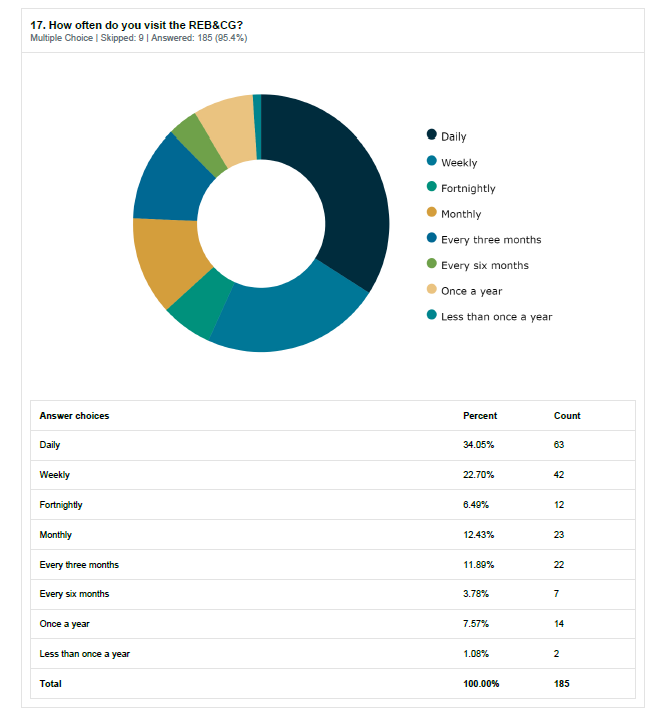 17. How often do you visit the REB&CG?
Multiple Choice | Skipped: 9 | Answered: 185 (95.4%)
Daily
Weekly
Fortnightly
Monthly
Every three months
Every six months
Once a year
Less than once a year
Answer choices Percent Count
Daily 34.05% 63
Weekly 22.70% 42
Fortnightly 6.49% 12
Monthly 12.43% 23
Every three months 11.89% 22
Every six months 3.78% 7
Once a year 7.57% 14
Less than once a year 1.08% 2
Total 100.00% 185